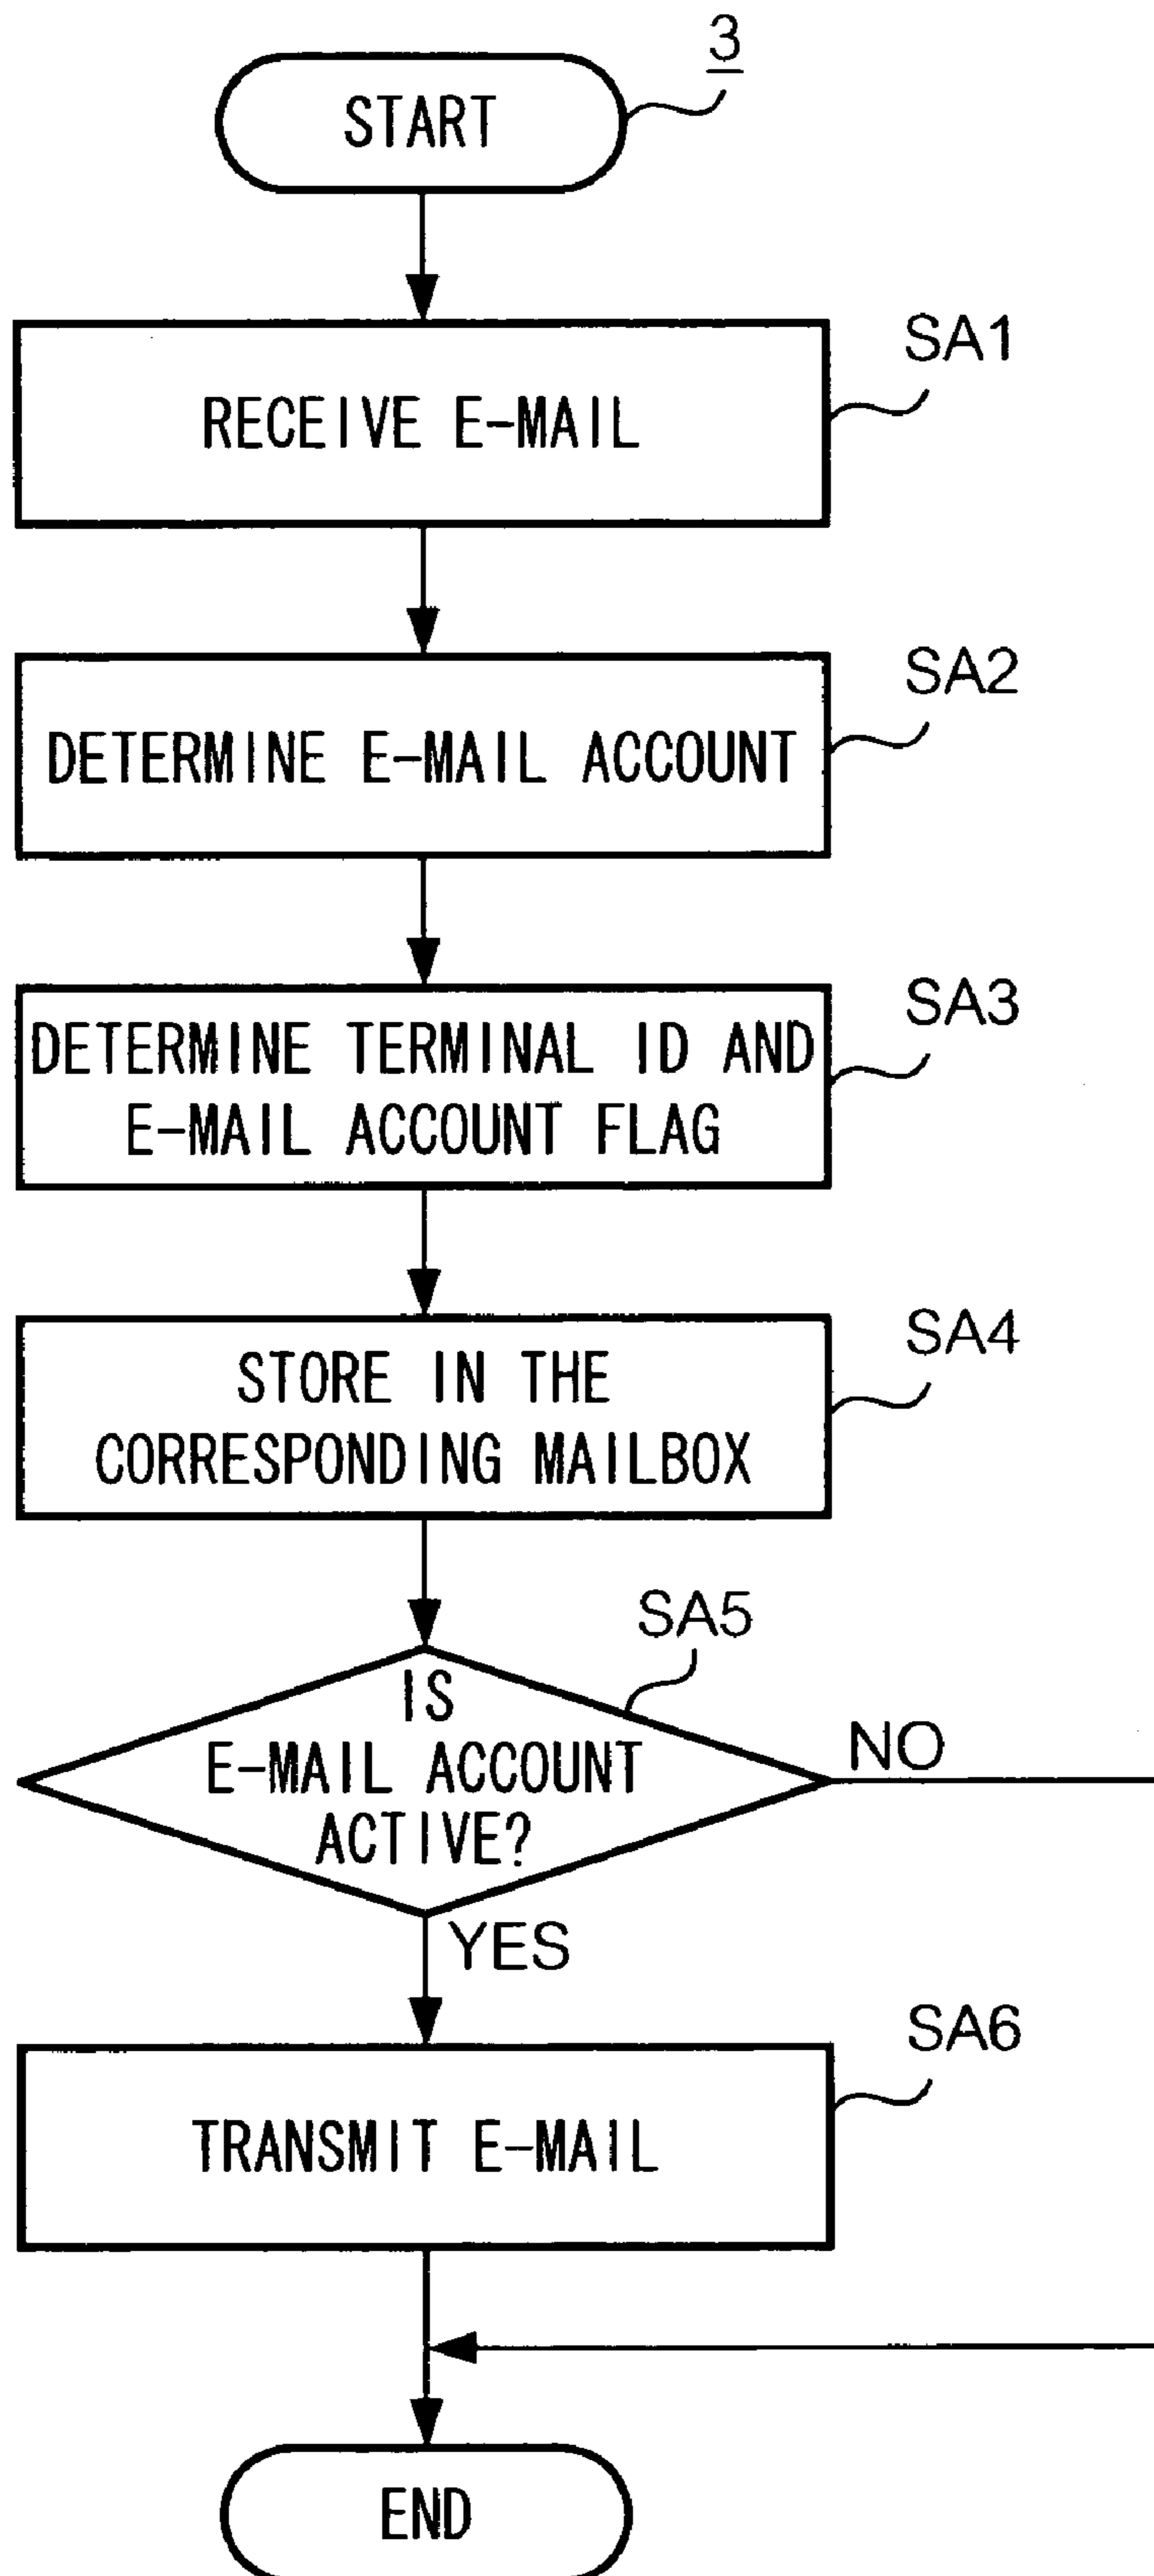 3
START
SA1
RECEIVE E-MAIL
SA2
DETERMINE E-MAIL ACCOUNT
SA3
DETERMINE TERMINAL ID AND
E-MAIL ACCOUNT FLAG
SA4
STORE IN THE
CORRESPONDING MAILBOX
SA5
IS
E-MAIL ACCOUNT
ACTIVE?
NO
YES
SA6
TRANSMIT E-MAIL
END